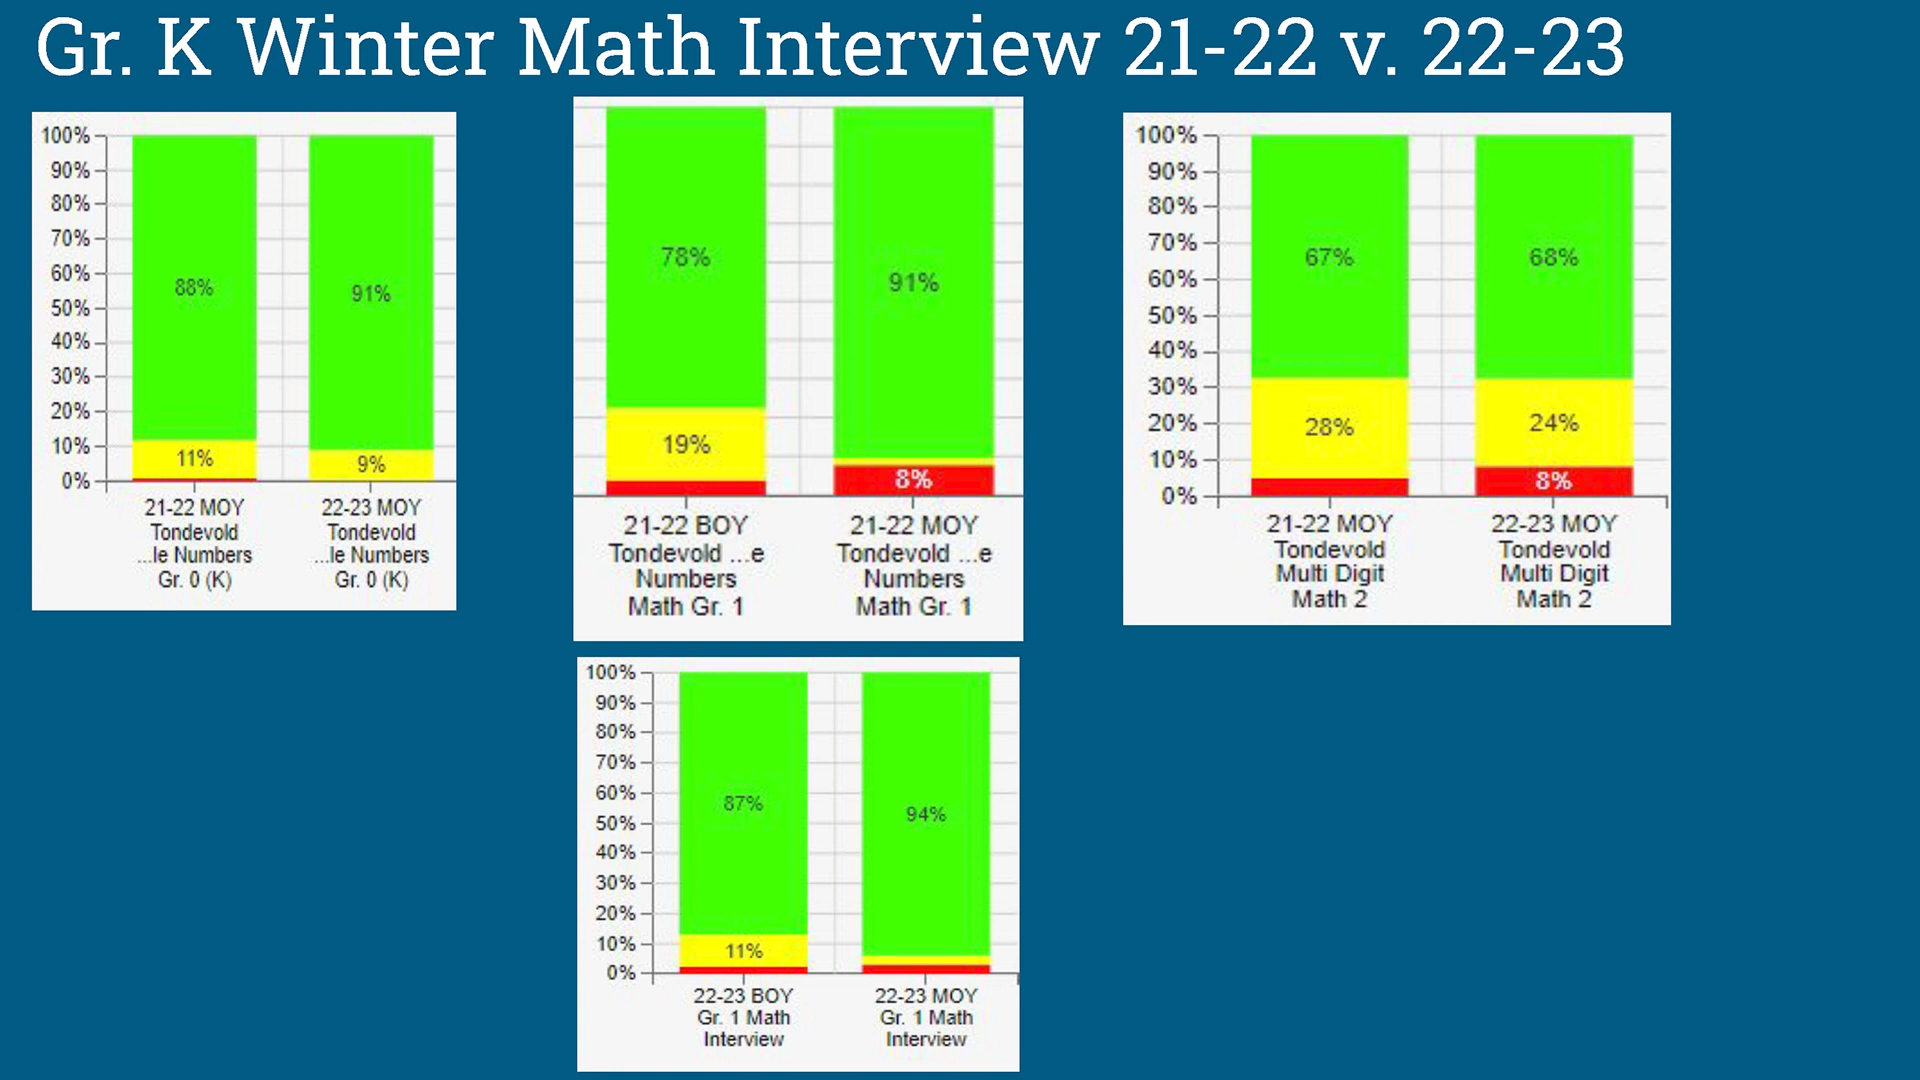 Gr. K Winter Math Interview 21-22 v. 22-23
100%
90%
80%
70%
60%
50%
40%
30%
20%
10%
0%
88%
91%
11%
9%
21-22 MOY
Tondevold
...le Numbers
Gr. 0 (K)
22-23 MOY
Tondevold
...le Numbers
Gr. 0 (K)
78%
91%
19%
8%
21-22 BOY
Tondevold ...e
Numbers
Math Gr. 1
21-22 MOY
Tondevold ...e
Numbers
Math Gr. 1
100%
90%
80%
70%
60%
50%
40%
30%
20%
10%
0%
67%
68%
28%
24%
8%
21-22 MOY
Tondevold
Multi Digit
Math 2
22-23 MOY
Tondevold
Multi Digit
Math 2
100%
90%
80%
70%
60%
50%
40%
30%
20%
10%
0%
87%
94%
11%
22-23 BOY
Gr. 1 Math
Interview
22-23 MOY
Gr. 1 Math
Interview